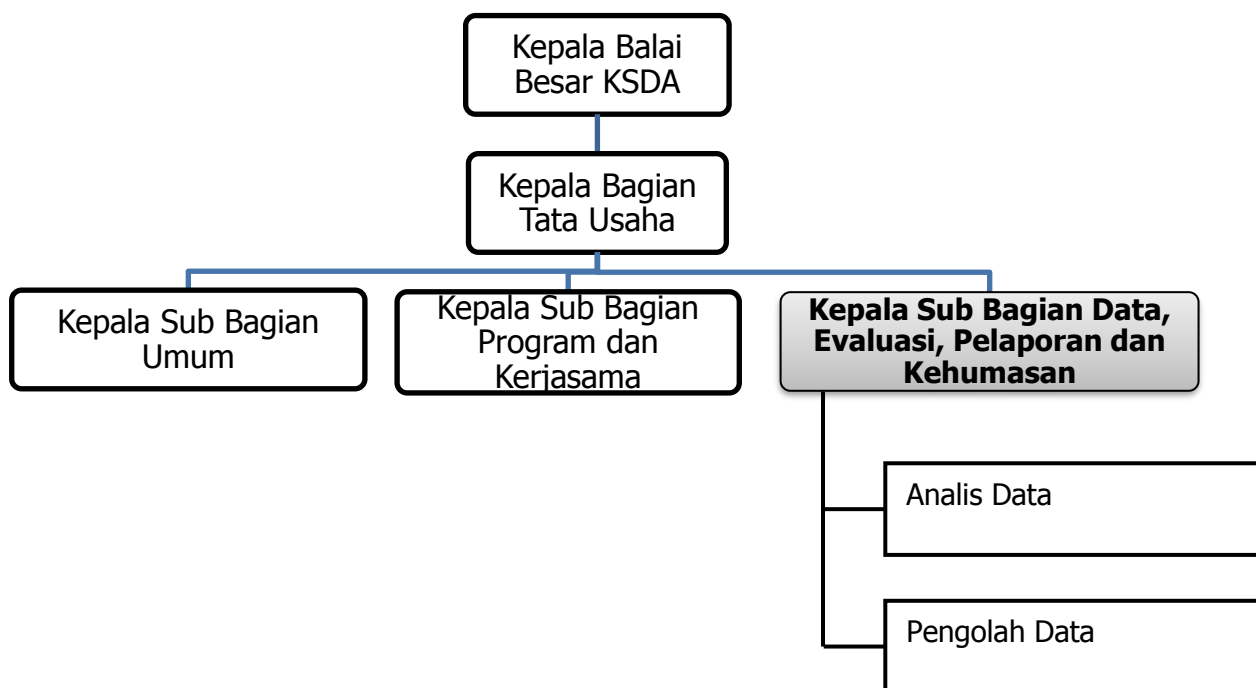 Kepala Balai
Besar KSDA
Kepala Bagian
Tata Usaha
Kepala Sub Bagian
Umum
Kepala Sub Bagian
Program dan
Kerjasama
Kepala Sub Bagian Data,
Evaluasi, Pelaporan dan
Kehumasan
Analis Data
Pengolah Data